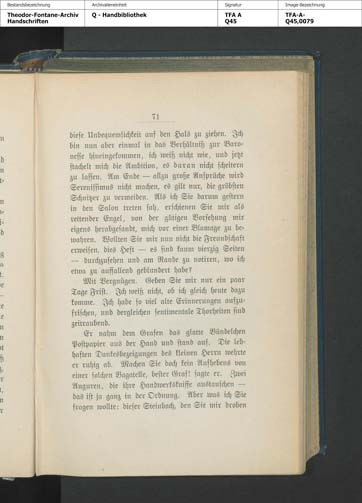 Bestandsbezeichnung
Theodor-Fontane-Archiv
Handschriften
Archivalieneinheit
Q - Handbibliothek
Signatur
TFA A
Q45
Image-Bezeichnung
TFA-A-
Q45,0079
71
diese Unbequemlichkeit auf den Hals zu ziehen. Ich
bin nun aber einmal in das Verhältniß zur Baro-
nesse hineingekommen, ich weiß nicht wie, und jetzt
stachelt mich die Ambition, es daran nicht scheitern
zu lassen. Am Ende — allzu große Ansprüche wird
Serenissimus nicht machen, es gilt nur, die gröbsten
Schnitzer zu vermeiden. Als ich Sie darum gestern
in den Salon treten sah, erschienen Sie mir als
rettender Engel, von der gütigen Vorsehung mir
eigens herabgesandt, mich vor einer Blamage zu be-
wahren. Wollten Sie mir nun nicht die Freundschaft
erweisen, dies Heft — es sind kaum vierzig Seiten
— durchzusehen und am Rande zu notiren, wo ich
etwa zu auffallend geblundert habe?
Mit Vergnügen. Geben Sie mir nur ein paar
Tage Frist. Ich weiß nicht, ob ich gleich heute dazu
komme. Ich habe so viel alte Erinnerungen aufzu-
frischen, und dergleichen sentimentale Thorheiten sind
zeitraubend.
Er nahm dem Grafen das glatte Bündelchen
Postpapier aus der Hand und stand auf. Die leb-
haften Dankesbezeigungen des kleinen Herrn wehrte
er ruhig ab. Machen Sie doch kein Aufhebens von
einer solchen Bagatelle, bester Graf! sagte er. Zwei
Auguren, die ihre Handwerkskniffe austauschen —
das ist ja ganz in der Ordnung. Aber was ich Sie
fragen wollte: dieser Steinbach, den Sie mir droben